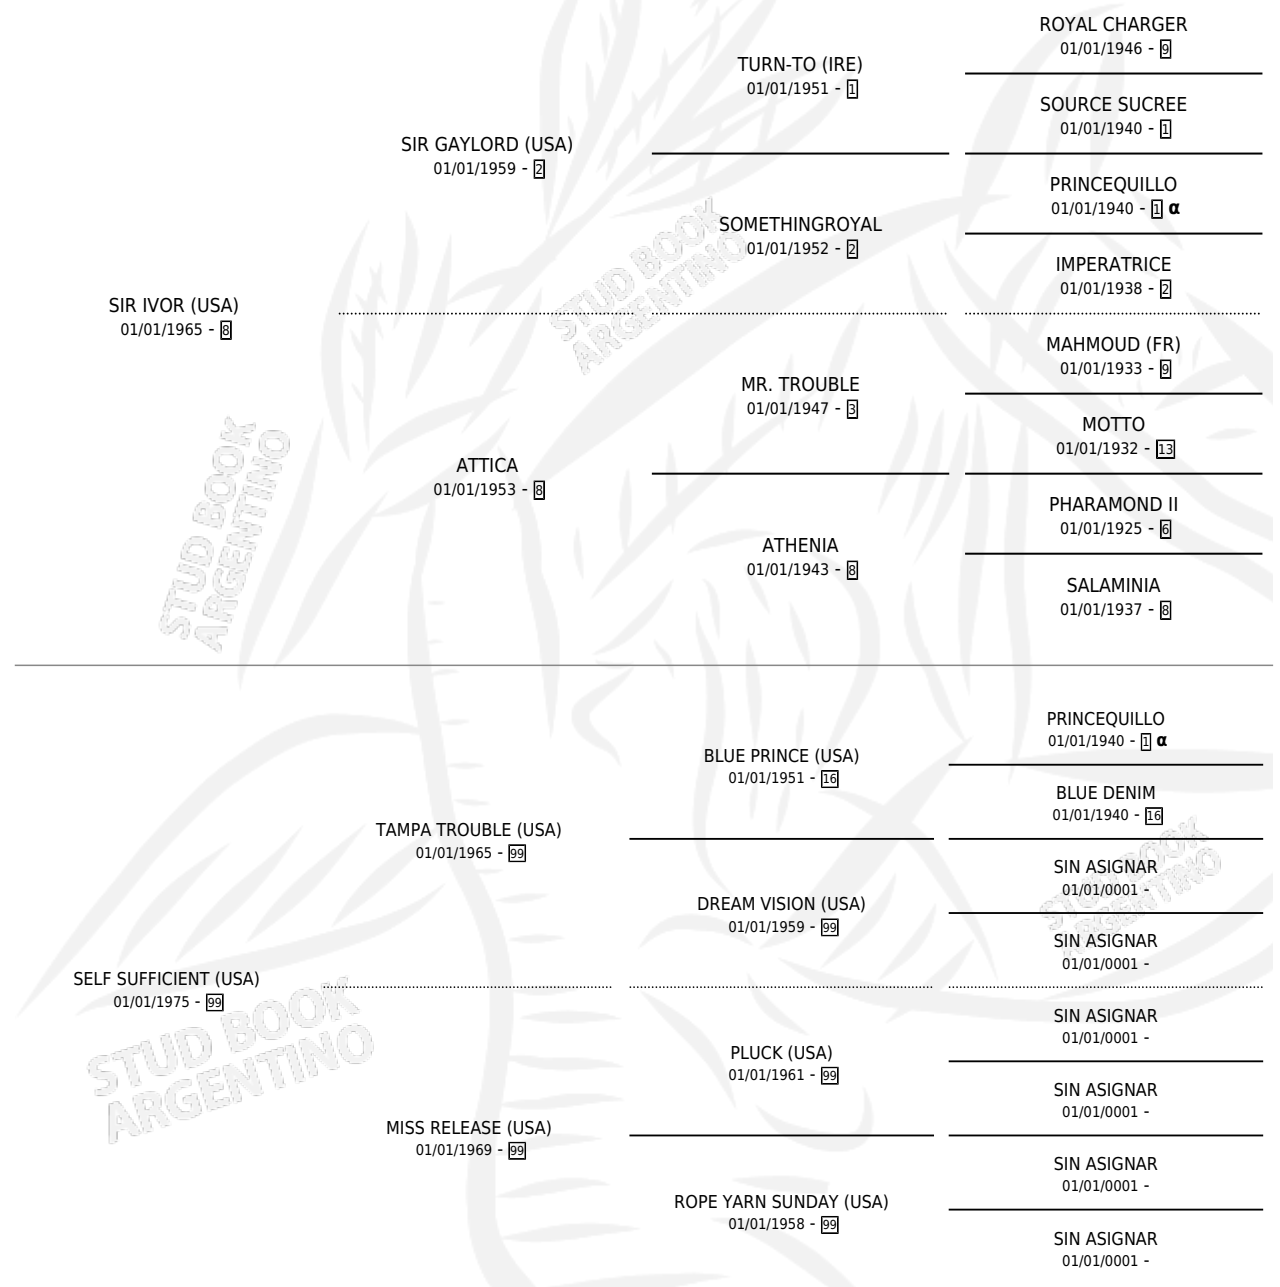 ROYAL CHARGER
01/01/1946 - 9
TURN-TO (IRE)
01/01/1951 - 1
SOURCE SUCREE
01/01/1940 - 1
SIR GAYLORD (USA)
01/01/1959 - 2
PRINCEQUILLO
01/01/1940 - 1 α
SOMETHINGROYAL
01/01/1952 - 2
IMPERATRICE
01/01/1938 - 2
SIR IVOR (USA)
01/01/1965 - 8
MAHMOUD (FR)
01/01/1933 - 9
MR. TROUBLE
01/01/1947 - 3
MOTTO
01/01/1932 - 13
ATTICA
01/01/1953 - 8
PHARAMOND II
01/01/1925 - 6
ATHENIA
01/01/1943 - 8
SALAMINIA
01/01/1937 - 8
PRINCEQUILLO
01/01/1940 - 1 α
BLUE PRINCE (USA)
01/01/1951 - 16
BLUE DENIM
01/01/1940 - 16
TAMPA TROUBLE (USA)
01/01/1965 - 99
SIN ASIGNAR
01/01/0001 -
DREAM VISION (USA)
01/01/1959 - 99
SIN ASIGNAR
01/01/0001 -
SELF SUFFICIENT (USA)
01/01/1975 - 99
SIN ASIGNAR
01/01/0001 -
PLUCK (USA)
01/01/1961 - 99
SIN ASIGNAR
01/01/0001 -
MISS RELEASE (USA)
01/01/1969 - 99
SIN ASIGNAR
01/01/0001 -
ROPE YARN SUNDAY (USA)
01/01/1958 - 99
SIN ASIGNAR
01/01/0001 -
STUD BOOK
ARGENTINO
STUD BOOK
ARGENTINO
STUD BOOK
ARGENTINO
STUD BOOK
ARGENTINO